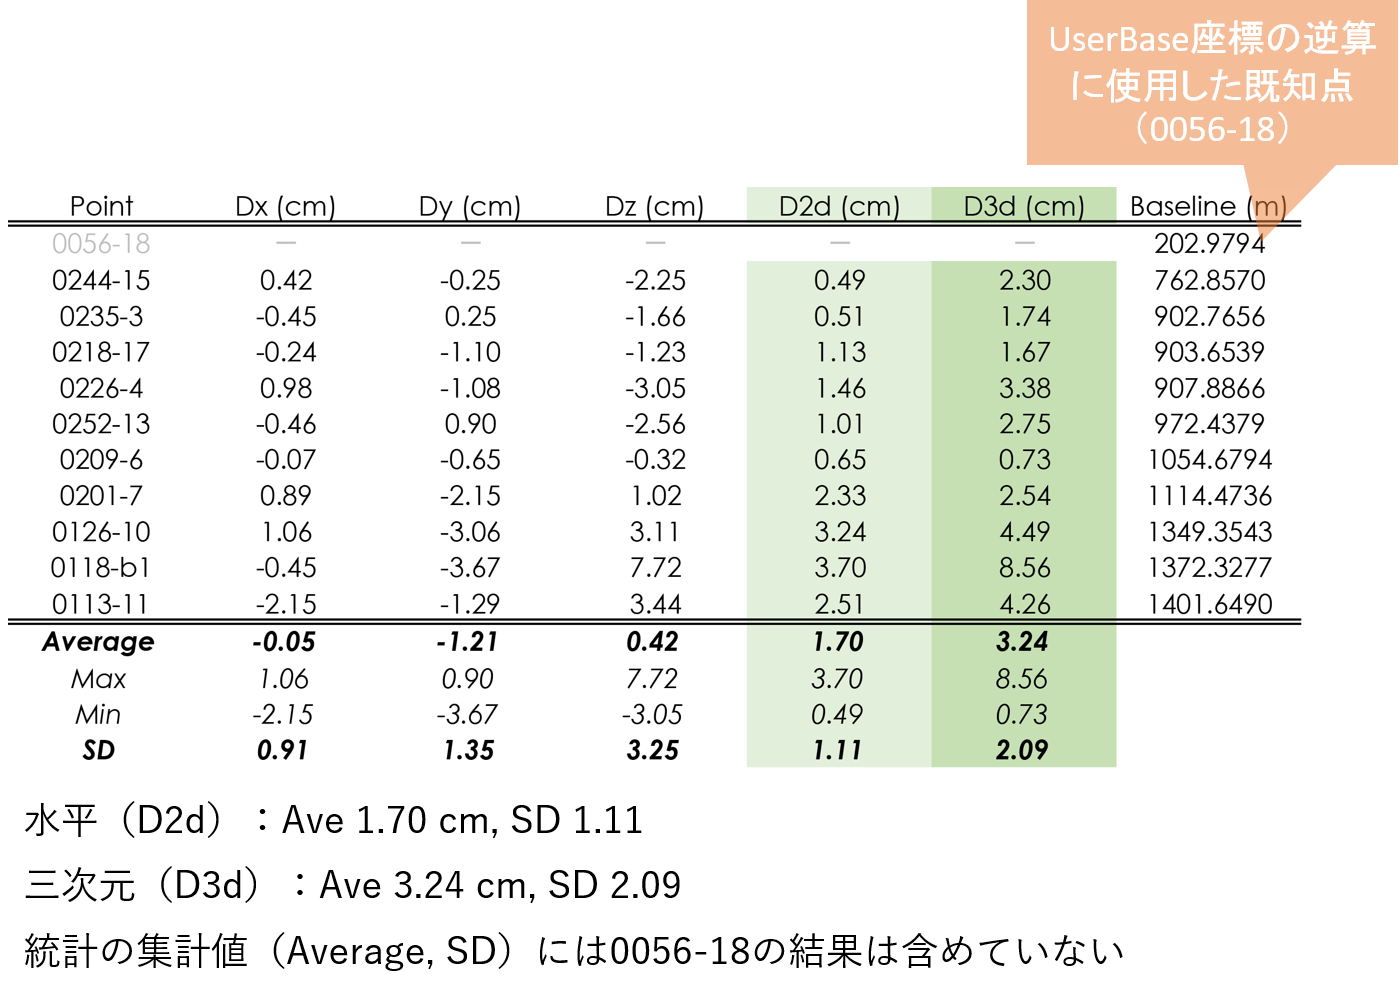 UserBase座標の逆算
に使用した既知点
（0056-18）
Point Dx (cm) Dy (cm) Dz (cm) D2d (cm) D3d (cm) Baseline (m)
0056-18 — — — — — 202.9794
0244-15 0.42 -0.25 -2.25 0.49 2.30 762.8570
0235-3 -0.45 0.25 -1.66 0.51 1.74 902.7656
0218-17 -0.24 -1.10 -1.23 1.13 1.67 903.6539
0226-4 0.98 -1.08 -3.05 1.46 3.38 907.8866
0252-13 -0.46 0.90 -2.56 1.01 2.75 972.4379
0209-6 -0.07 -0.65 -0.32 0.65 0.73 1054.6794
0201-7 0.89 -2.15 1.02 2.33 2.54 1114.4736
0126-10 1.06 -3.06 3.11 3.24 4.49 1349.3543
0118-b1 -0.45 -3.67 7.72 3.70 8.56 1372.3277
0113-11 -2.15 -1.29 3.44 2.51 4.26 1401.6490
Average -0.05 -1.21 0.42 1.70 3.24
Max 1.06 0.90 7.72 3.70 8.56
Min -2.15 -3.67 -3.05 0.49 0.73
SD 0.91 1.35 3.25 1.11 2.09
水平（D2d）：Ave 1.70 cm, SD 1.11
三次元（D3d）：Ave 3.24 cm, SD 2.09
統計の集計値（Average, SD）には0056-18の結果は含めていない